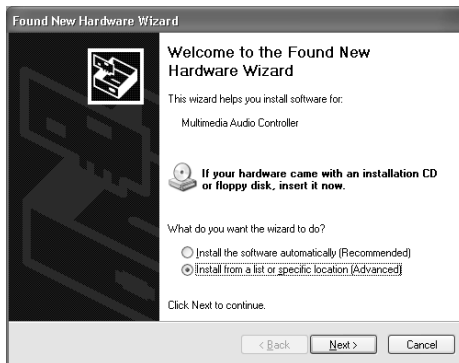 Found New Hardware Wizard
Welcome to the Found New
Hardware Wizard
This wizard helps you install software for:
Multimedia Audio Controller
If your hardware came with an installation CD
or floppy disk, insert it now.
What do you want the wizard to do?
Install the software automatically (Recommended)
Install from a list or specific location (Advanced)
Click Next to continue.
< Back Next > Cancel